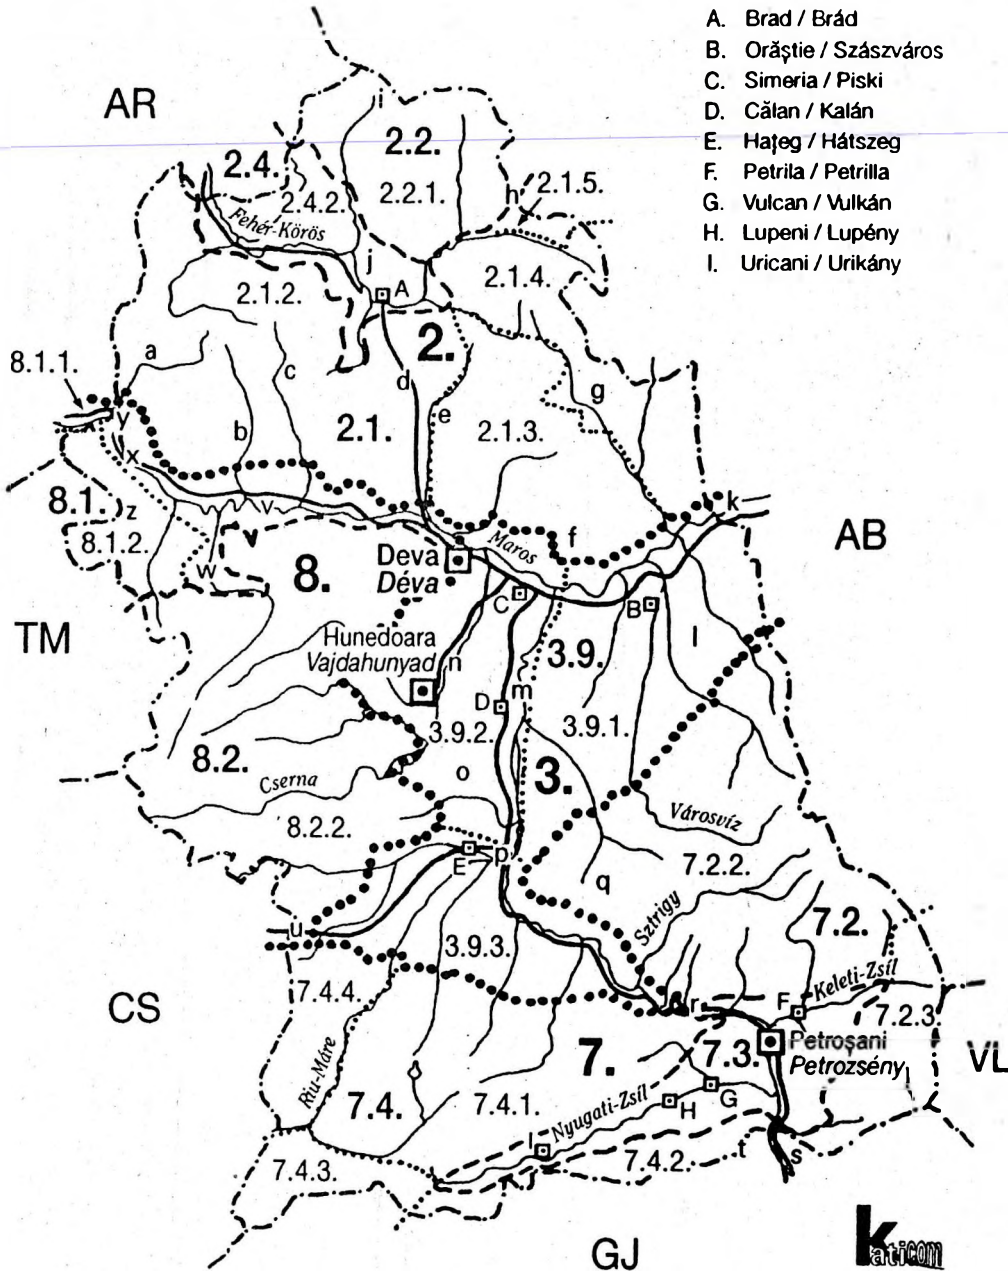 A. Brad / Brád
B. Orăştie / Szászváros
C. Simeria / Piski
D. Călan / Kalán
E. Haţeg / Hátszeg
F. Petrila / Petrilla
G. Vulcan / Vulkán
H. Lupeni / Lupény
I. Uricani / Urikány
AR
i
2.2.
2.4.
2.2.1.
2.4.2.
h
2.1.5.
Fehér-Körös
j
2.1.4.
2.1.2.
A
2.
8.1.1.
a
c
d
g
b
e
y
2.1.
2.1.3.
x
8.1.
z
v
k
8.1.2.
w
8.
Deva
Déva
Maros
f
AB
C
B
TM
Hunedoara
Vajdahunyad
n
3.9.
l
m
D
3.9.2.
3.9.1.
8.2.
o
3.
Cserna
8.2.2.
Városvíz
E
p
7.2.2.
q
u
3.9.3.
Sztrigy
7.2.
CS
7.4.4.
r
F
Keleti-Zsíl
7.2.3.
Petroşani
Petrozsény
VL
7.
7.3.
Riu-Máre
7.4.
7.4.1.
Nyugati-Zsíl
H
G
I
7.4.3.
7.4.2.
t
s
GJ
Katicom